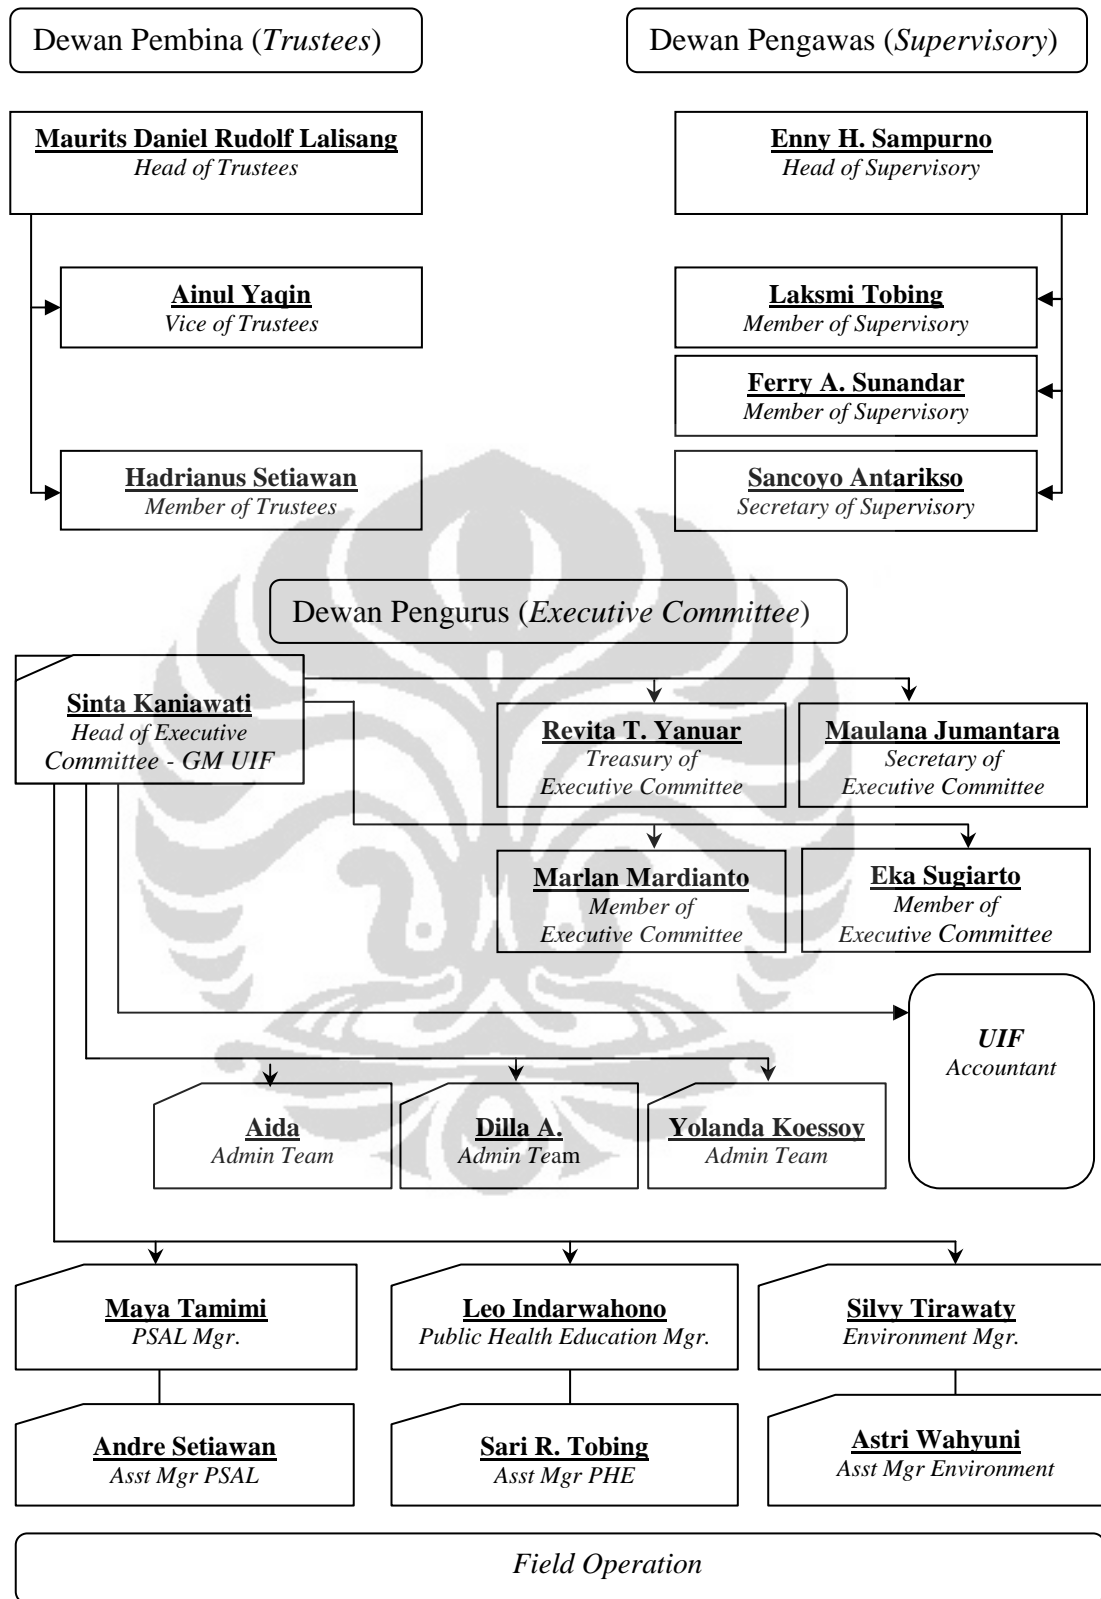 Dewan Pembina (Trustees)
Dewan Pengawas (Supervisory)
Maurits Daniel Rudolf Lalisang
Head of Trustees
Enny H. Sampurno
Head of Supervisory
Ainul Yaqin
Vice of Trustees
Laksmi Tobing
Member of Supervisory
Ferry A. Sunandar
Member of Supervisory
Hadrianus Setiawan
Member of Trustees
Sancoyo Antarikso
Secretary of Supervisory
Dewan Pengurus (Executive Committee)
Sinta Kaniawati
Head of Executive
Committee - GM UIF
Revita T. Yanuar
Treasury of
Executive Committee
Maulana Jumantara
Secretary of
Executive Committee
Marlan Mardianto
Member of
Executive Committee
Eka Sugiarto
Member of
Executive Committee
UIF
Accountant
Aida
Admin Team
Dilla A.
Admin Team
Yolanda Koessoy
Admin Team
Maya Tamimi
PSAL Mgr.
Leo Indarwahono
Public Health Education Mgr.
Silvy Tirawaty
Environment Mgr.
Andre Setiawan
Asst Mgr PSAL
Sari R. Tobing
Asst Mgr PHE
Astri Wahyuni
Asst Mgr Environment
Field Operation